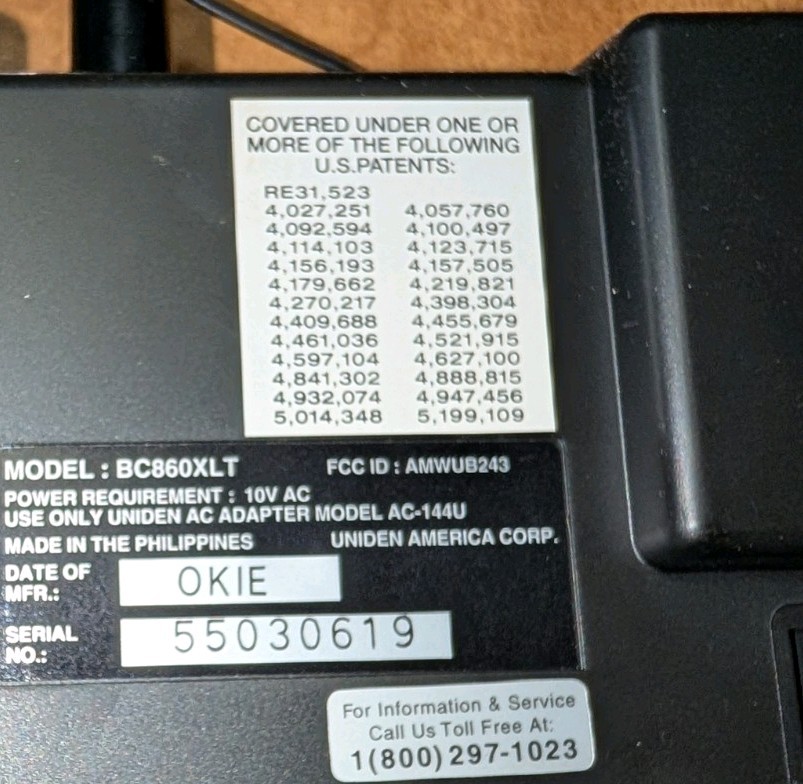 COVERED UNDER ONE OR
MORE OF THE FOLLOWING
U.S.PATENTS:
RE31,523
4,027,251 4,057,760
4,092,594 4,100,497
4,114,103 4,123,715
4,156,193 4,157,505
4,179,662 4,219,821
4,270,217 4,398,304
4,409,688 4,455,679
4,461,036 4,521,915
4,597,104 4,627,100
4,841,302 4,888,815
4,932,074 4,947,456
5,014,348 5,199,109
MODEL : BC860XLT FCC ID : AMWUB243
POWER REQUIREMENT : 10V AC
USE ONLY UNIDEN AC ADAPTER MODEL AC-144U
MADE IN THE PHILIPPINES UNIDEN AMERICA CORP.
DATE OF
MFR.: OKIE
SERIAL
NO.: 55030619
For Information & Service
Call Us Toll Free At:
1(800)297-1023